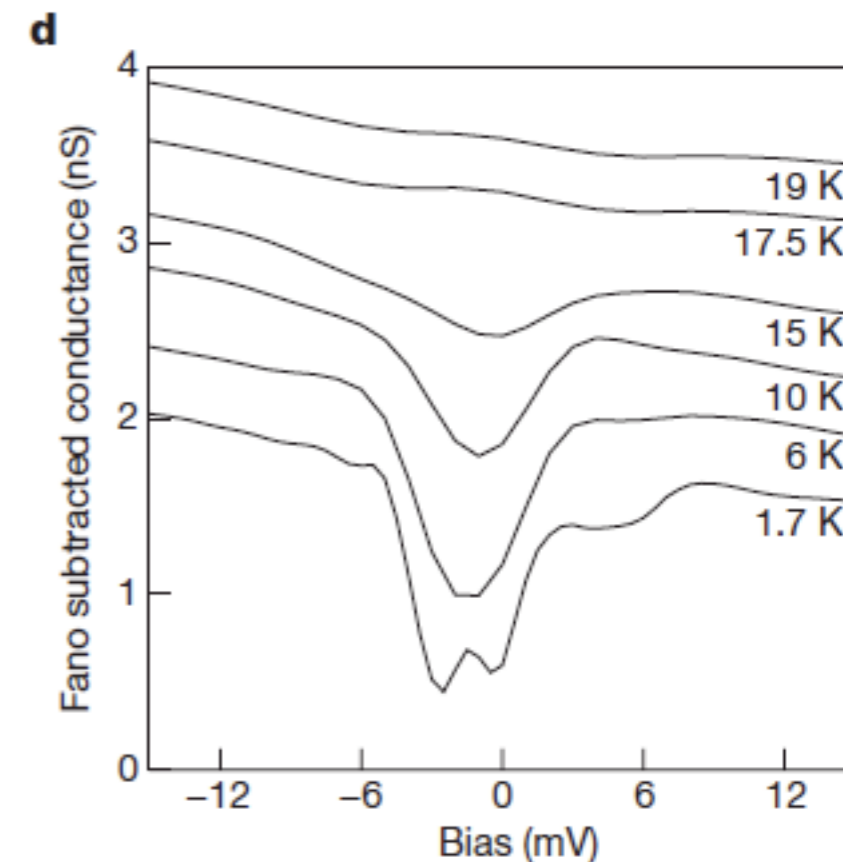 d
Fano subtracted conductance (nS)
4
3
2
1
0
19 K
17.5 K
15 K
10 K
6 K
1.7 K
−12
−6
0
6
12
Bias (mV)